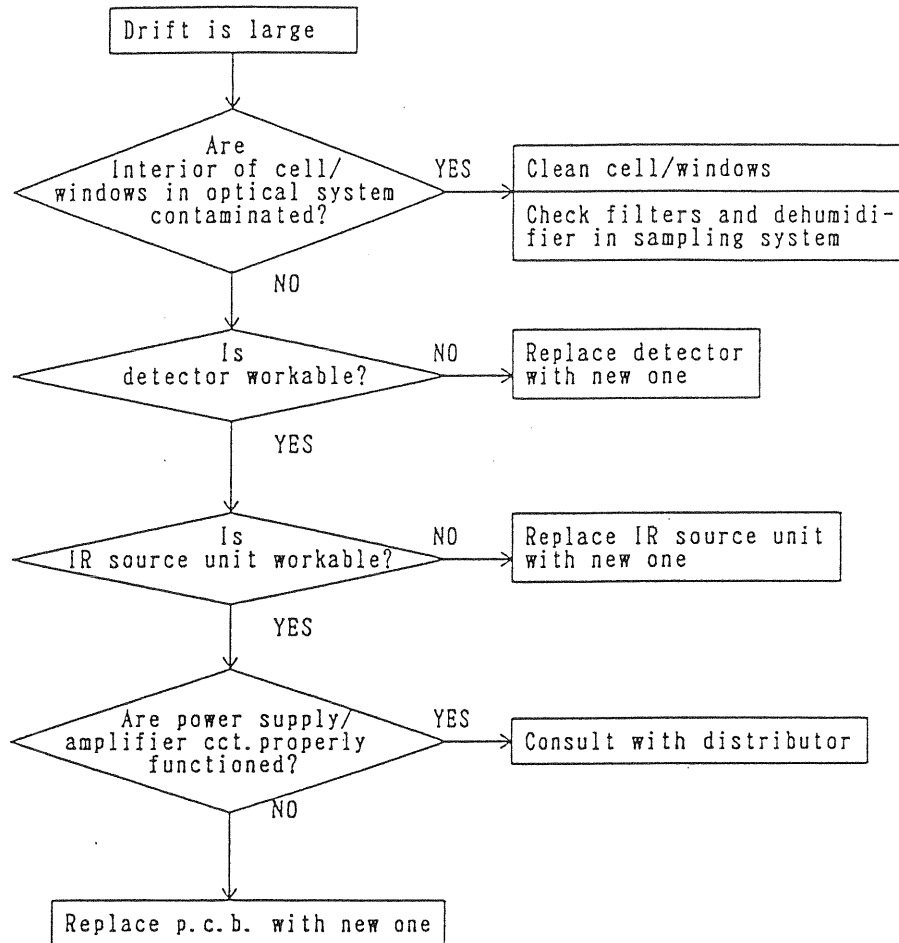 Drift is large
Are
Interior of cell/
windows in optical system
contaminated?
YES
Clean cell/windows
Check filters and dehumidi-
fier in sampling system
NO
Is
detector workable?
NO
Replace detector
with new one
YES
Is
IR source unit workable?
NO
Replace IR source unit
with new one
YES
Are power supply/
amplifier cct.properly
functioned?
YES
Consult with distributor
NO
Replace p.c.b. with new one